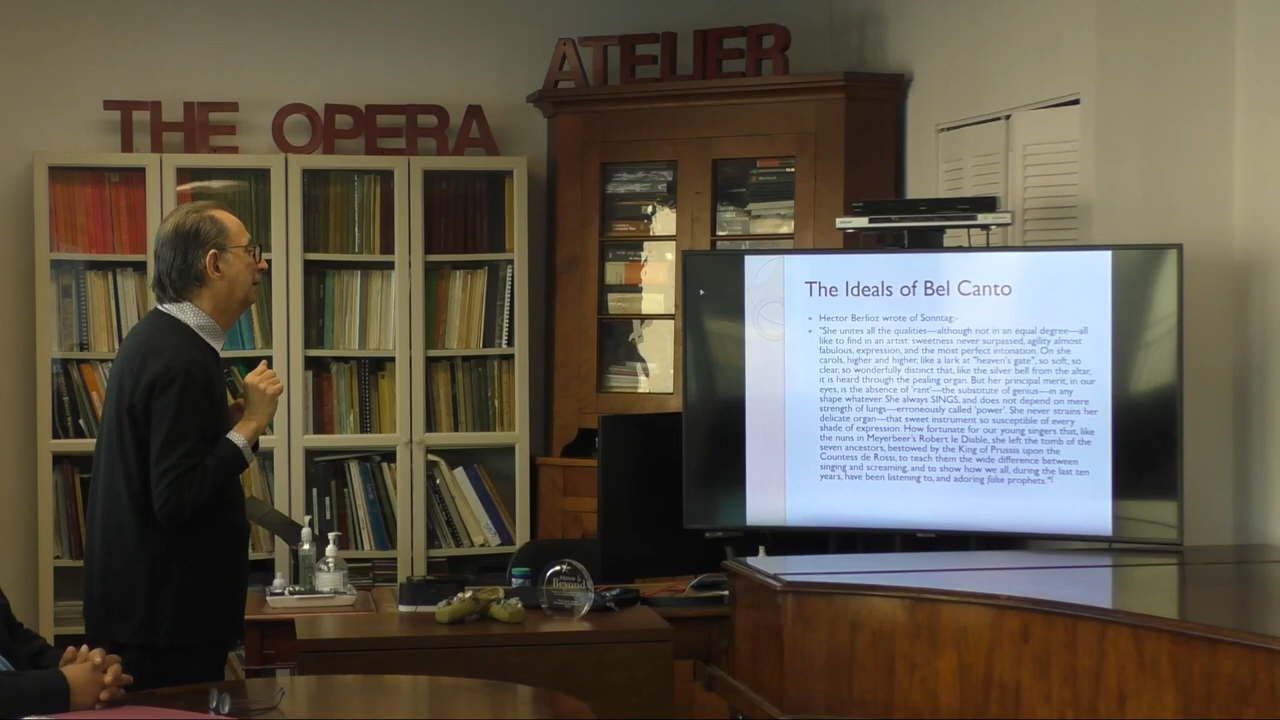 THE OPERA
ATELIER
The Ideals of Bel Canto
Hector Berlioz wrote of Sonntag:-
"She unites all the qualities—although not in an equal degree—all
like to find in an artist: sweetness never surpassed, agility almost
fabulous, expression, and the most perfect intonation. On she
carols, higher and higher, like a lark at "heaven's gate", so soft, so
clear, so wonderfully distinct that, like the silver bell from the altar,
it is heard through the pealing organ. But her principal merit, in our
eyes, is the absence of 'rant'—the substitute of genius—in any
shape whatever. She always SINGS, and does not depend on mere
strength of lungs—erroneously called 'power'. She never strains her
delicate organ—that sweet instrument so susceptible of every
shade of expression. How fortunate for our young singers that, like
the nuns in Meyerbeer's Robert le Diable, she left the tomb of the
seven ancestors, bestowed by the King of Prussia upon the
Countess de Rossi, to teach them the wide difference between
singing and screaming, and to show how we all, during the last ten
years, have been listening to, and adoring false prophets."
Beyond